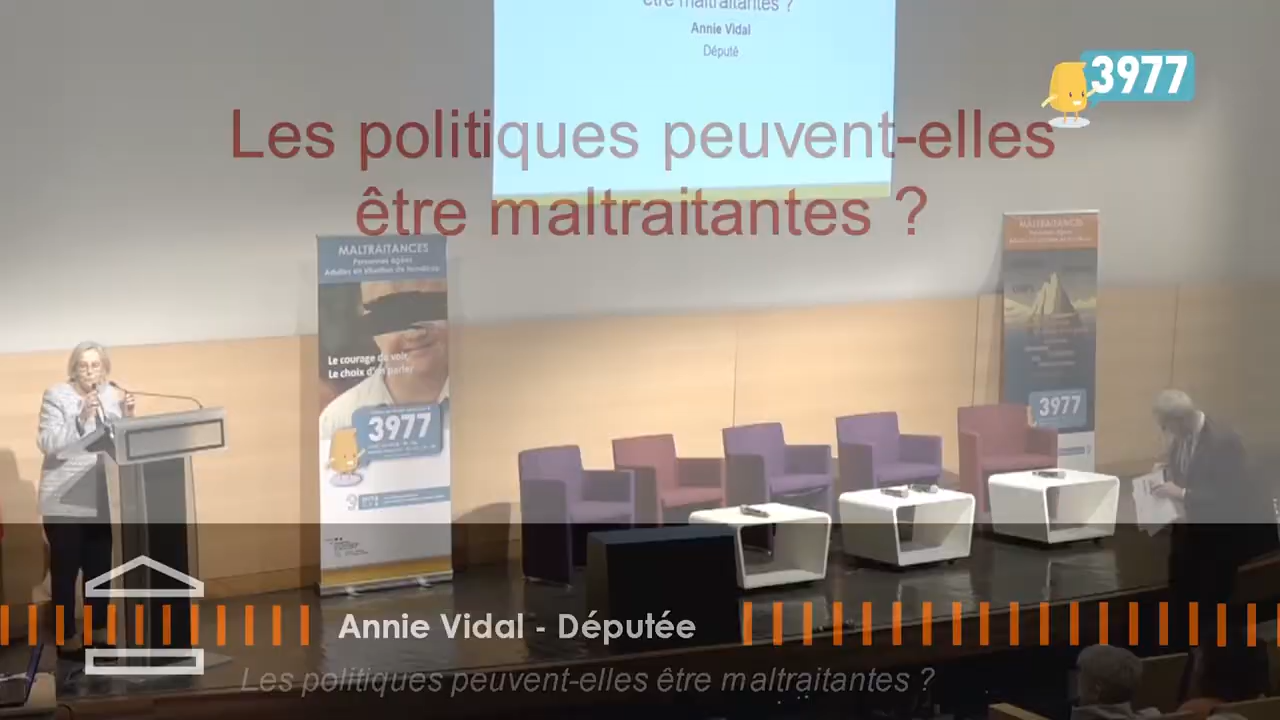 être maltraitantes ?
Annie Vidal
Député
3977
Les politiques peuvent-elles
être maltraitantes ?
MALTRAITANCES
Personnes âgées
Adultes en situation de handicap
MALTRAITANCES
Le courage de voir,
Le choix d'en parler
3977
3977
Annie Vidal - Députée
Les politiques peuvent-elles être maltraitantes ?